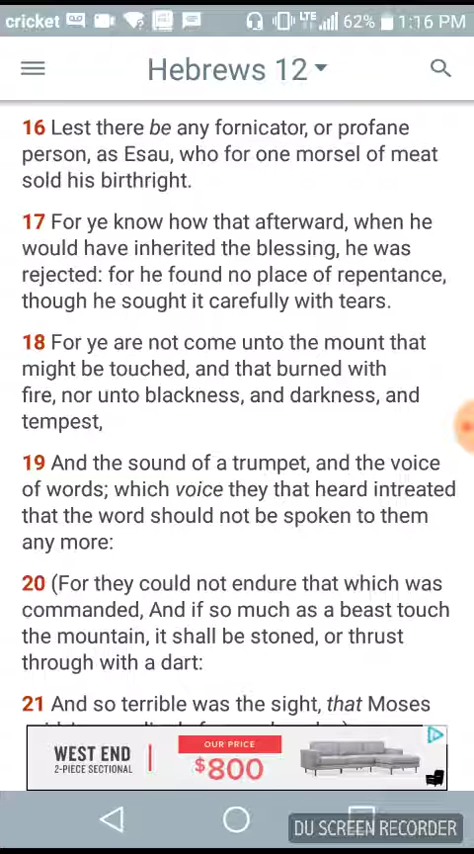 cricket LTE 62% 1:16 PM
Hebrews 12
16 Lest there be any fornicator, or profane
person, as Esau, who for one morsel of meat
sold his birthright.
17 For ye know how that afterward, when he
would have inherited the blessing, he was
rejected: for he found no place of repentance,
though he sought it carefully with tears.
18 For ye are not come unto the mount that
might be touched, and that burned with
fire, nor unto blackness, and darkness, and
tempest,
19 And the sound of a trumpet, and the voice
of words; which voice they that heard intreated
that the word should not be spoken to them
any more:
20 (For they could not endure that which was
commanded, And if so much as a beast touch
the mountain, it shall be stoned, or thrust
through with a dart:
21 And so terrible was the sight, that Moses
WEST END
2-PIECE SECTIONAL
OUR PRICE
$800
DU SCREEN RECORDER